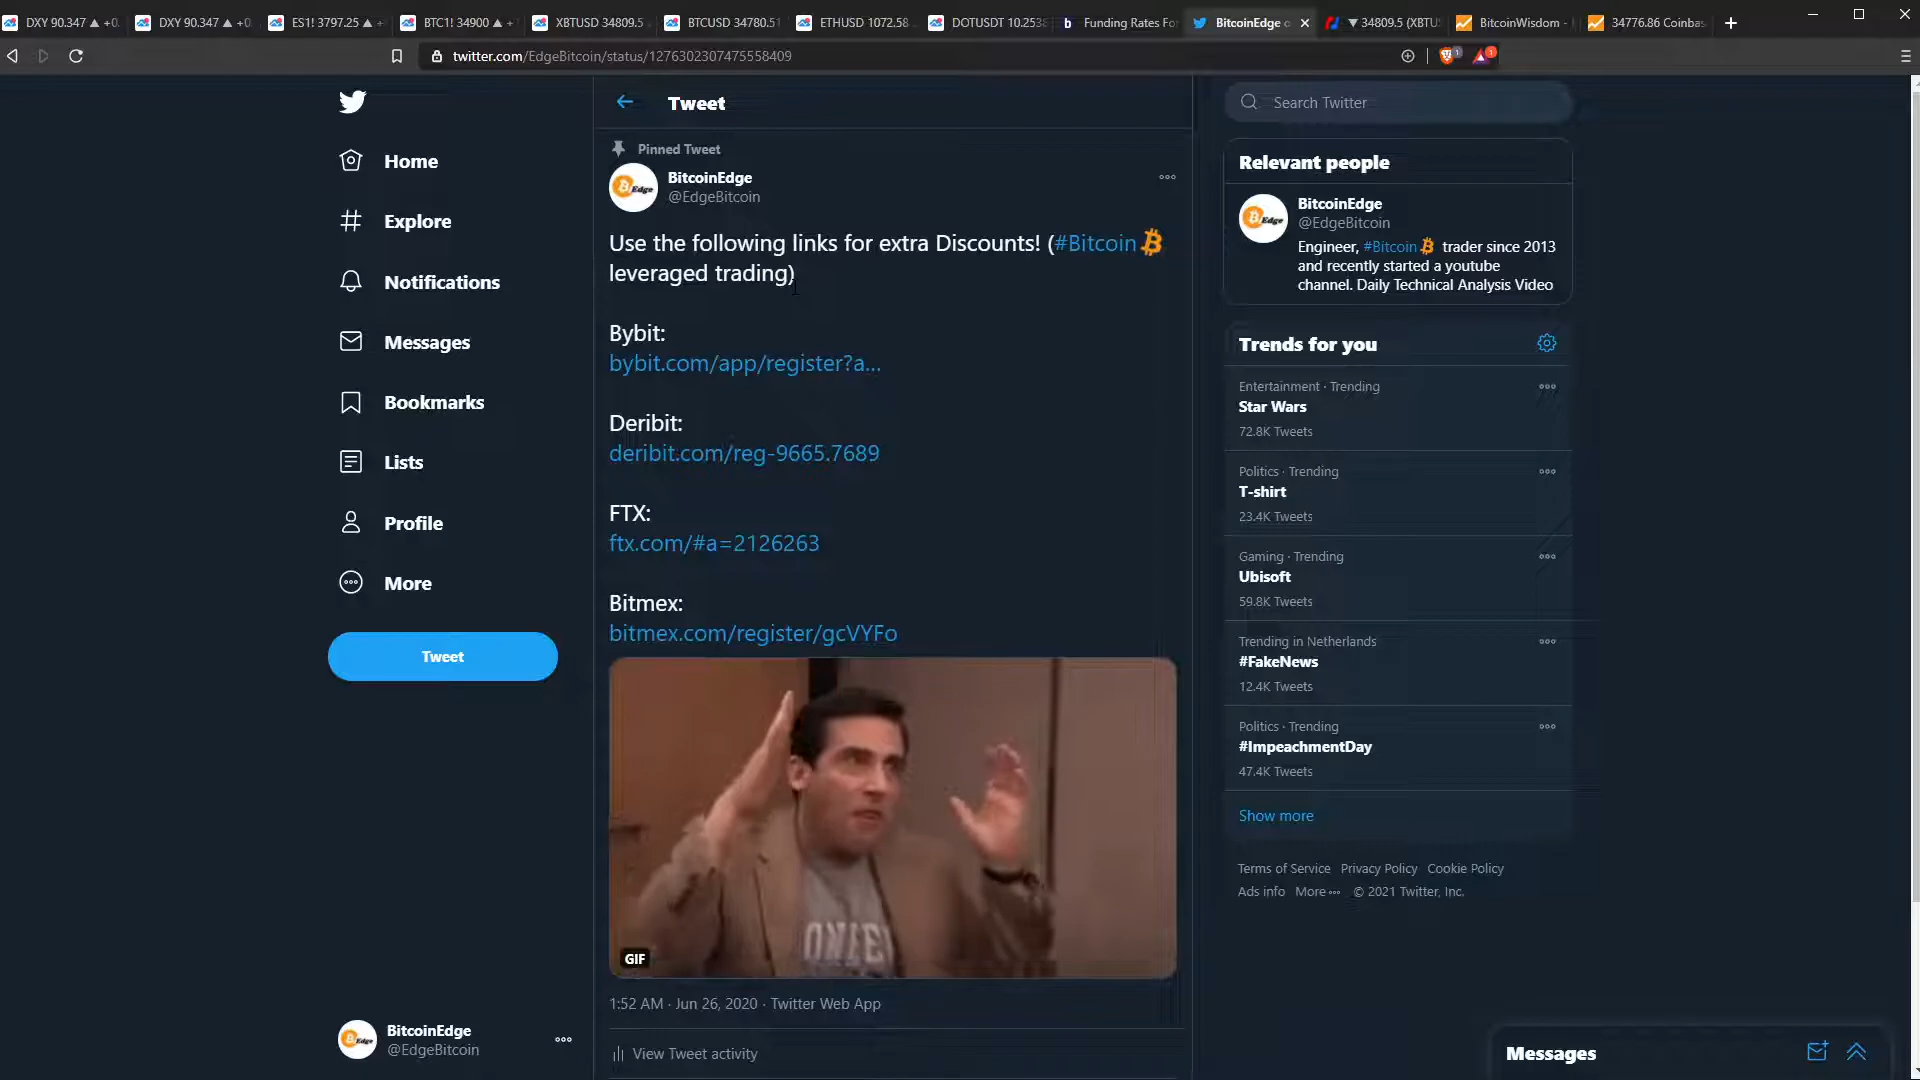 DXY 90.347 ▲ +0.
DXY 90.347 ▲ +0.
ES1! 3797.25 ▲ +
BTC1! 34900 ▲ +
XBTUSD 34809.5
BTCUSD 34780.51
ETHUSD 1072.58
DOTUSDT 10.253
Funding Rates Fo
BitcoinEdge
▼ 34809.5 (XBTU
BitcoinWisdom -
34776.86 Coinbas
twitter.com/EdgeBitcoin/status/1276302307475558409
1
1
Home
Explore
Notifications
Messages
Bookmarks
Lists
Profile
More
Tweet
BitcoinEdge
@EdgeBitcoin
Tweet
Pinned Tweet
BitcoinEdge
@EdgeBitcoin
Use the following links for extra Discounts! (#Bitcoin
leveraged trading)
Bybit:
bybit.com/app/register?a...
Deribit:
deribit.com/reg-9665.7689
FTX:
ftx.com/#a=2126263
Bitmex:
bitmex.com/register/gcVYFo
GIF
1:52 AM · Jun 26, 2020 · Twitter Web App
View Tweet activity
Search Twitter
Relevant people
BitcoinEdge
@EdgeBitcoin
Engineer, #Bitcoin trader since 2013
and recently started a youtube
channel. Daily Technical Analysis Video
Trends for you
Entertainment · Trending
Star Wars
72.8K Tweets
Politics · Trending
T-shirt
23.4K Tweets
Gaming · Trending
Ubisoft
59.8K Tweets
Trending in Netherlands
#FakeNews
12.4K Tweets
Politics · Trending
#ImpeachmentDay
47.4K Tweets
Show more
Terms of Service Privacy Policy Cookie Policy
Ads info More ··· © 2021 Twitter, Inc.
Messages